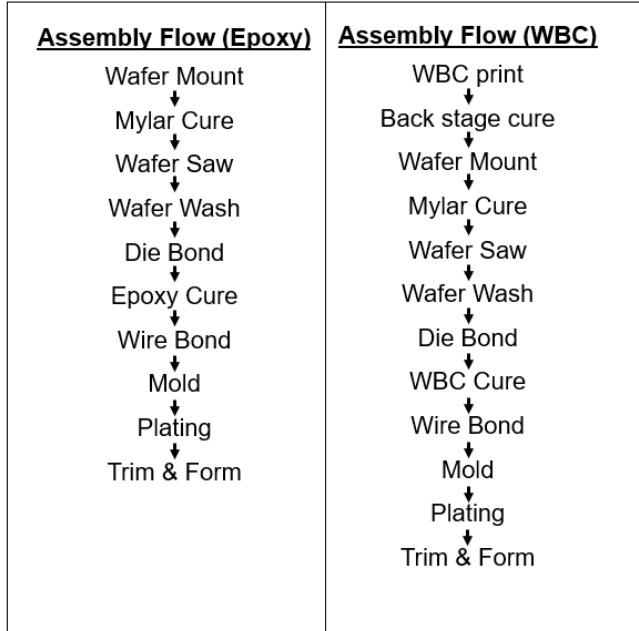 Assembly Flow (Epoxy)
Wafer Mount
Mylar Cure
Wafer Saw
Wafer Wash
Die Bond
Epoxy Cure
Wire Bond
Mold
Plating
Trim & Form
Assembly Flow (WBC)
WBC print
Back stage cure
Wafer Mount
Mylar Cure
Wafer Saw
Wafer Wash
Die Bond
WBC Cure
Wire Bond
Mold
Plating
Trim & Form